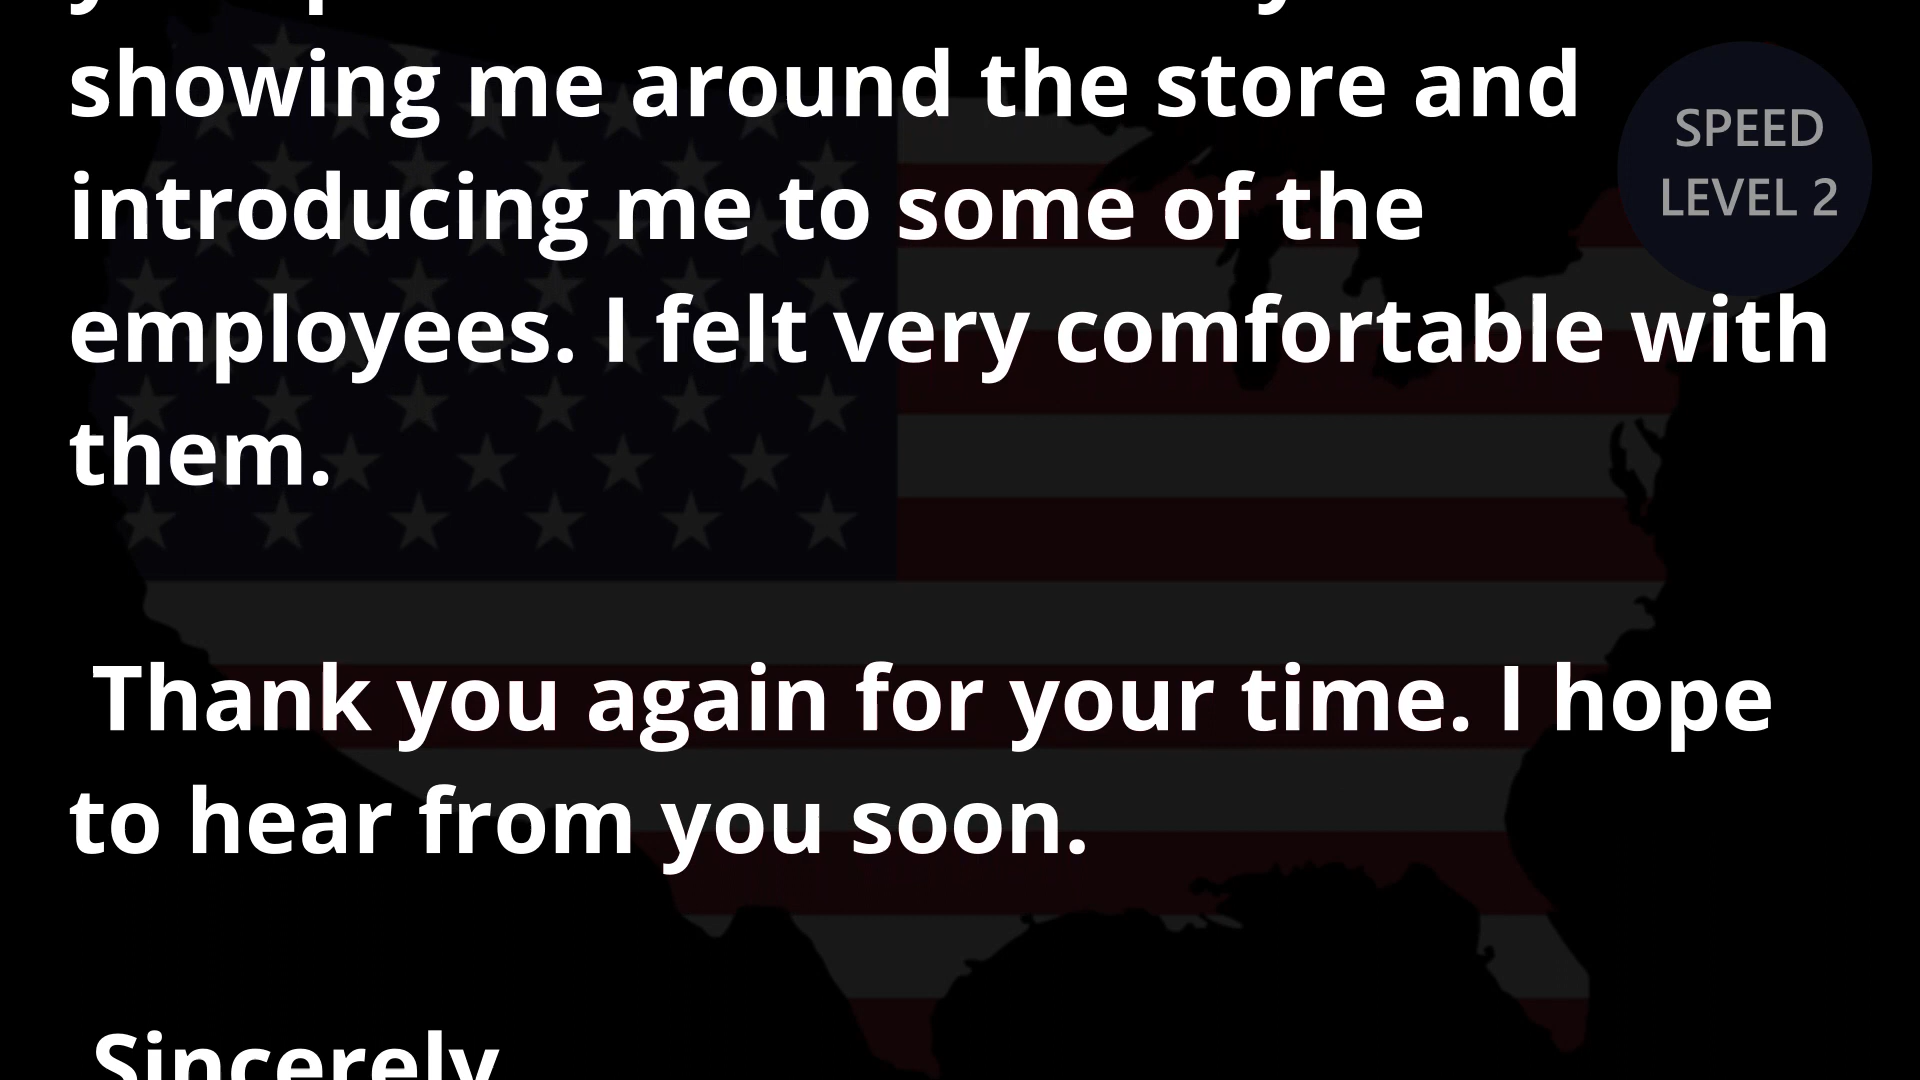 showing me around the store and
introducing me to some of the
employees. I felt very comfortable with
them.
Thank you again for your time. I hope
to hear from you soon.
Sincerely
SPEED
LEVEL 2